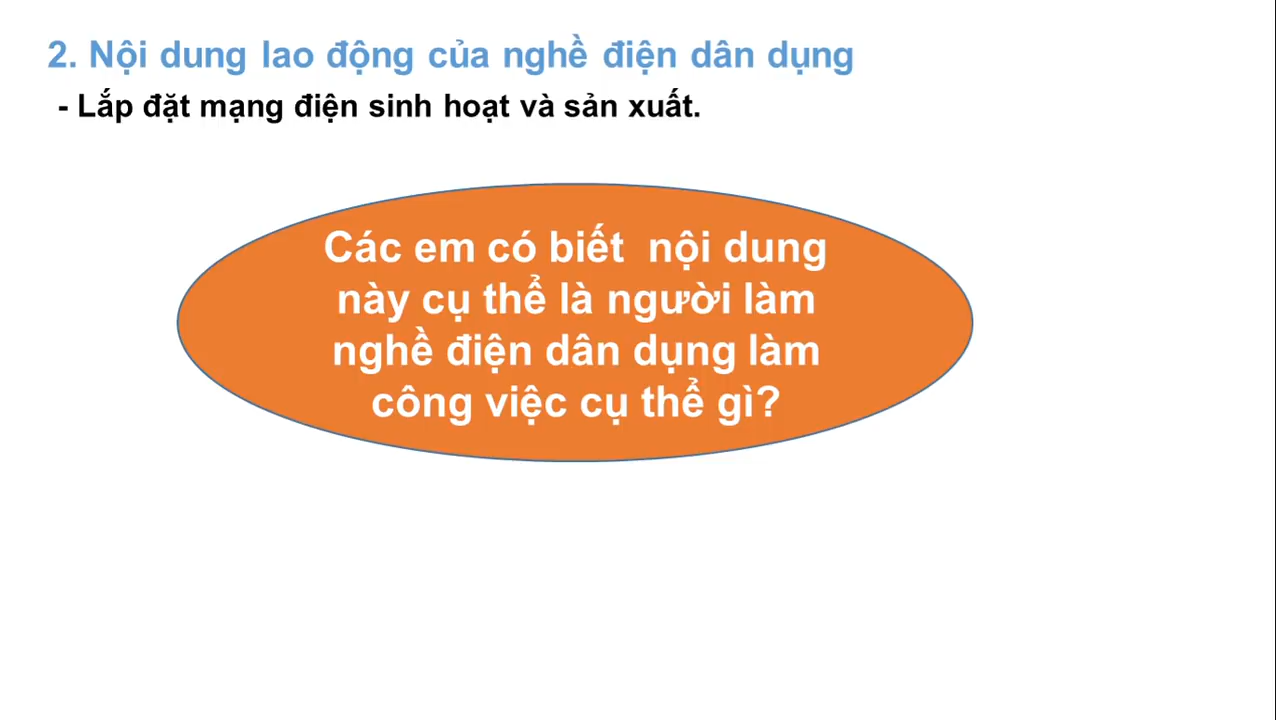 2. Nội dung lao động của nghề điện dân dụng
- Lắp đặt mạng điện sinh hoạt và sản xuất.
Các em có biết nội dung
này cụ thể là người làm
nghề điện dân dụng làm
công việc cụ thể gì?